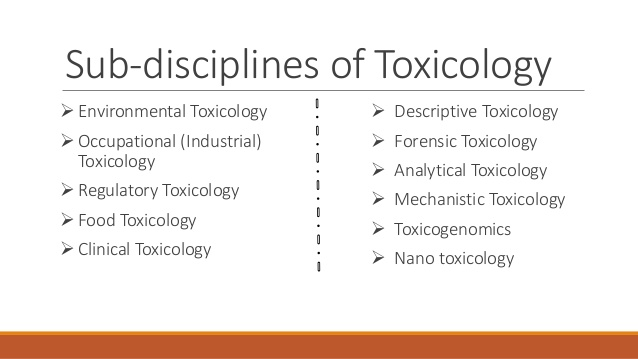 Sub-disciplines of Toxicology
➢ Environmental Toxicology
➢ Occupational (Industrial)
Toxicology
➢ Regulatory Toxicology
➢ Food Toxicology
➢ Clinical Toxicology
➢ Descriptive Toxicology
➢ Forensic Toxicology
➢ Analytical Toxicology
➢ Mechanistic Toxicology
➢ Toxicogenomics
➢ Nano toxicology